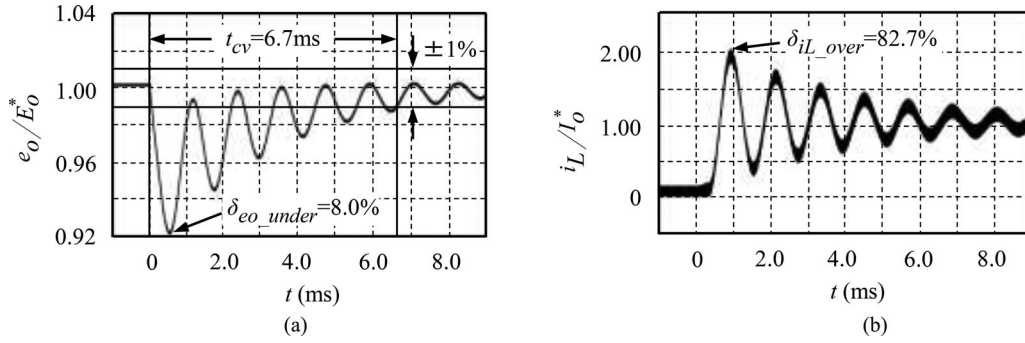 1.04
1.00
0.96
0.92
e_o/E_o^*
t_cv=6.7ms
±1%
δ_eo_under=8.0%
0 2.0 4.0 6.0 8.0
t (ms)
(a)
2.00
1.00
0
i_L/I_o^*
δ_iL_over=82.7%
0 2.0 4.0 6.0 8.0
t (ms)
(b)